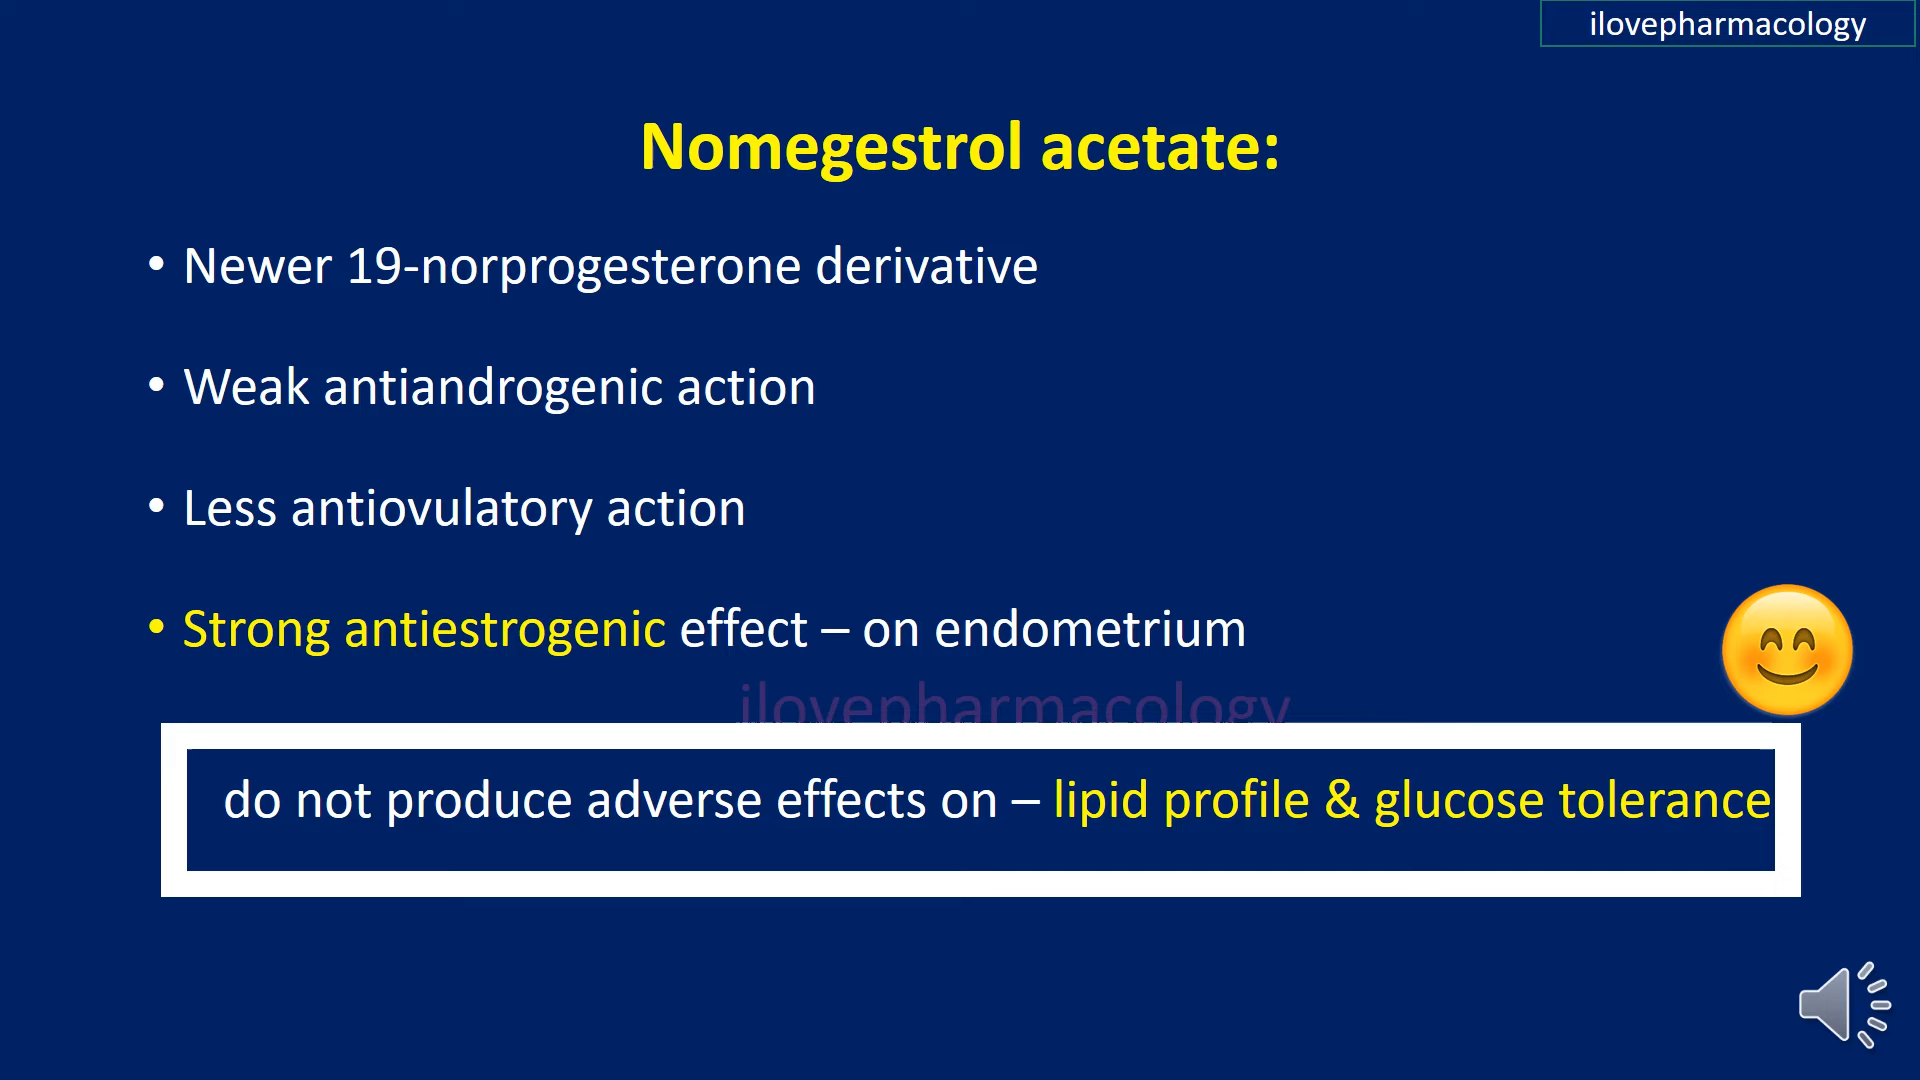 ilovepharmacology
Nomegestrol acetate:
• Newer 19-norprogesterone derivative
• Weak antiandrogenic action
• Less antiovulatory action
• Strong antiestrogenic effect – on endometrium
ilovepharmacology
do not produce adverse effects on – lipid profile & glucose tolerance